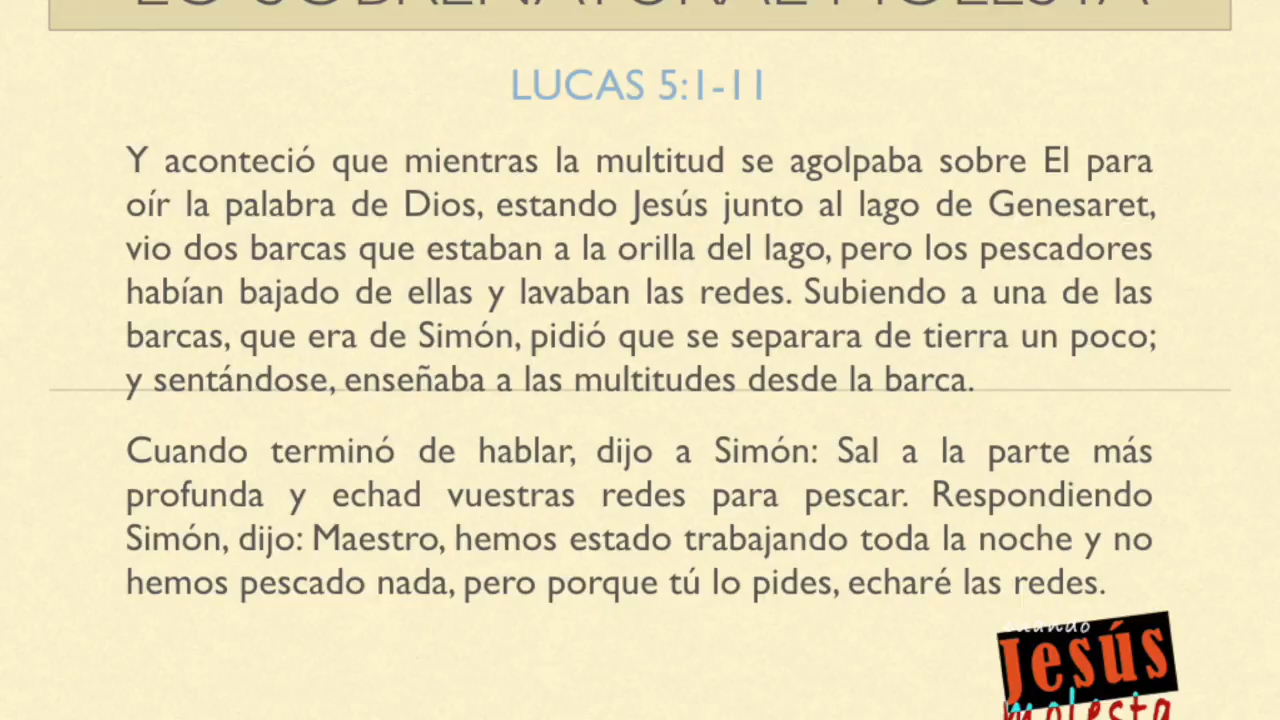 LO SOBRENATURAL MOLESTA
LUCAS 5:1-11
Y aconteció que mientras la multitud se agolpaba sobre El para
oír la palabra de Dios, estando Jesús junto al lago de Genesaret,
vio dos barcas que estaban a la orilla del lago, pero los pescadores
habían bajado de ellas y lavaban las redes. Subiendo a una de las
barcas, que era de Simón, pidió que se separara de tierra un poco;
y sentándose, enseñaba a las multitudes desde la barca.
Cuando terminó de hablar, dijo a Simón: Sal a la parte más
profunda y echad vuestras redes para pescar. Respondiendo
Simón, dijo: Maestro, hemos estado trabajando toda la noche y no
hemos pescado nada, pero porque tú lo pides, echaré las redes.
Jesús
molesta